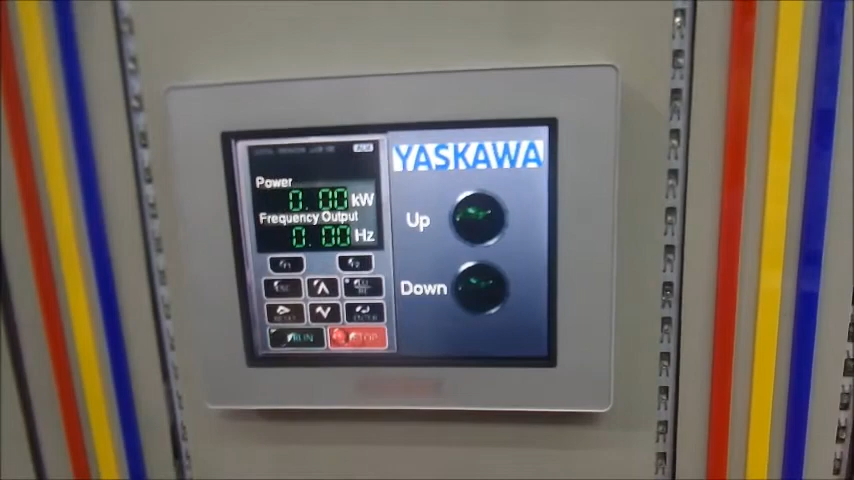 ALM
Power
0.00 kW
Frequency Output
0.00 Hz
F1
F2
ESC
RESET
ENTER
RUN
STOP
YASKAWA
Up
Down